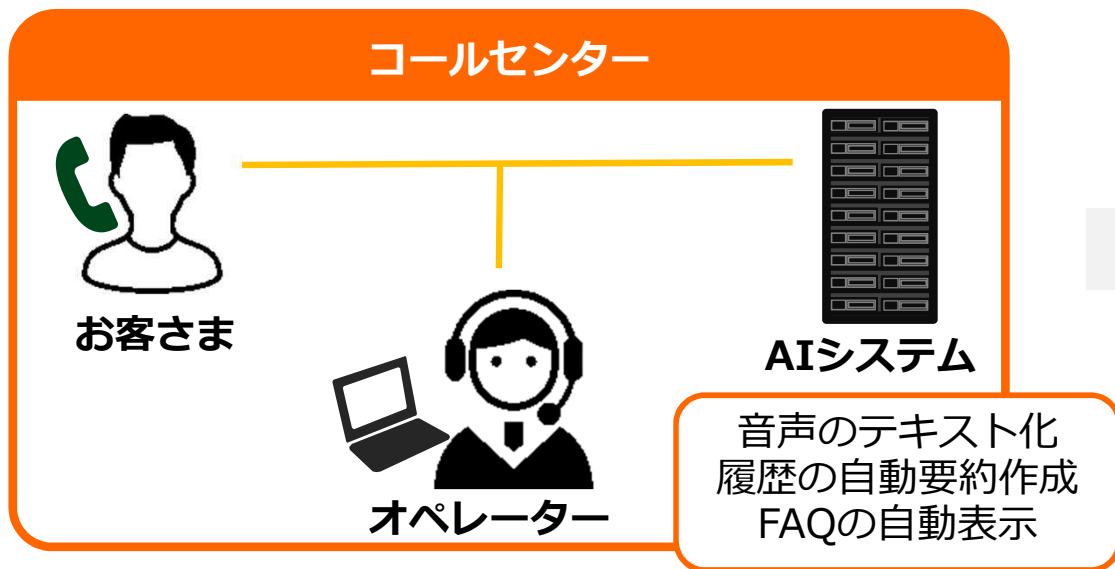 コールセンター
お客さま
AIシステム
オペレーター
音声のテキスト化
履歴の自動要約作成
FAQの自動表示